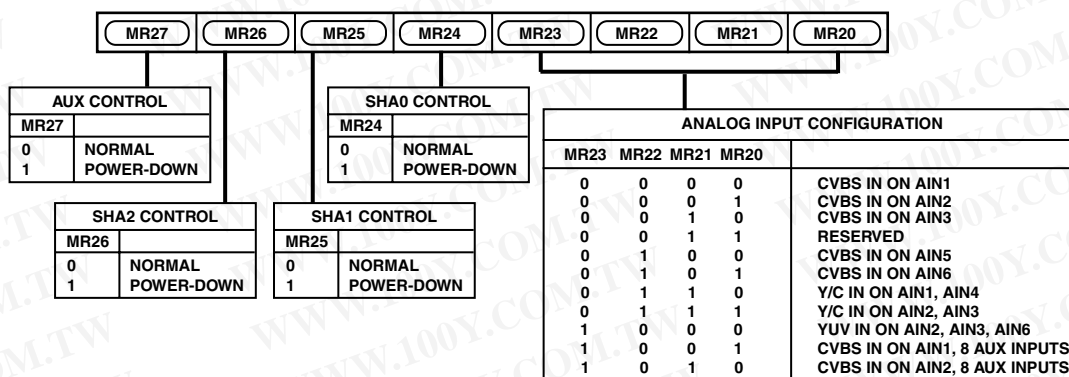 MR27 MR26 MR25 MR24 MR23 MR22 MR21 MR20
AUX CONTROL
MR27
0 NORMAL
1 POWER-DOWN
SHA0 CONTROL
MR24
0 NORMAL
1 POWER-DOWN
SHA2 CONTROL
MR26
0 NORMAL
1 POWER-DOWN
SHA1 CONTROL
MR25
0 NORMAL
1 POWER-DOWN
ANALOG INPUT CONFIGURATION
MR23 MR22 MR21 MR20
0 0 0 0 CVBS IN ON AIN1
0 0 0 1 CVBS IN ON AIN2
0 0 1 0 CVBS IN ON AIN3
0 0 1 1 RESERVED
0 1 0 0 CVBS IN ON AIN5
0 1 0 1 CVBS IN ON AIN6
0 1 1 0 Y/C IN ON AIN1, AIN4
0 1 1 1 Y/C IN ON AIN2, AIN3
1 0 0 0 YUV IN ON AIN2, AIN3, AIN6
1 0 0 1 CVBS IN ON AIN1, 8 AUX INPUTS
1 0 1 0 CVBS IN ON AIN2, 8 AUX INPUTS
WWW.100Y.COM.TW